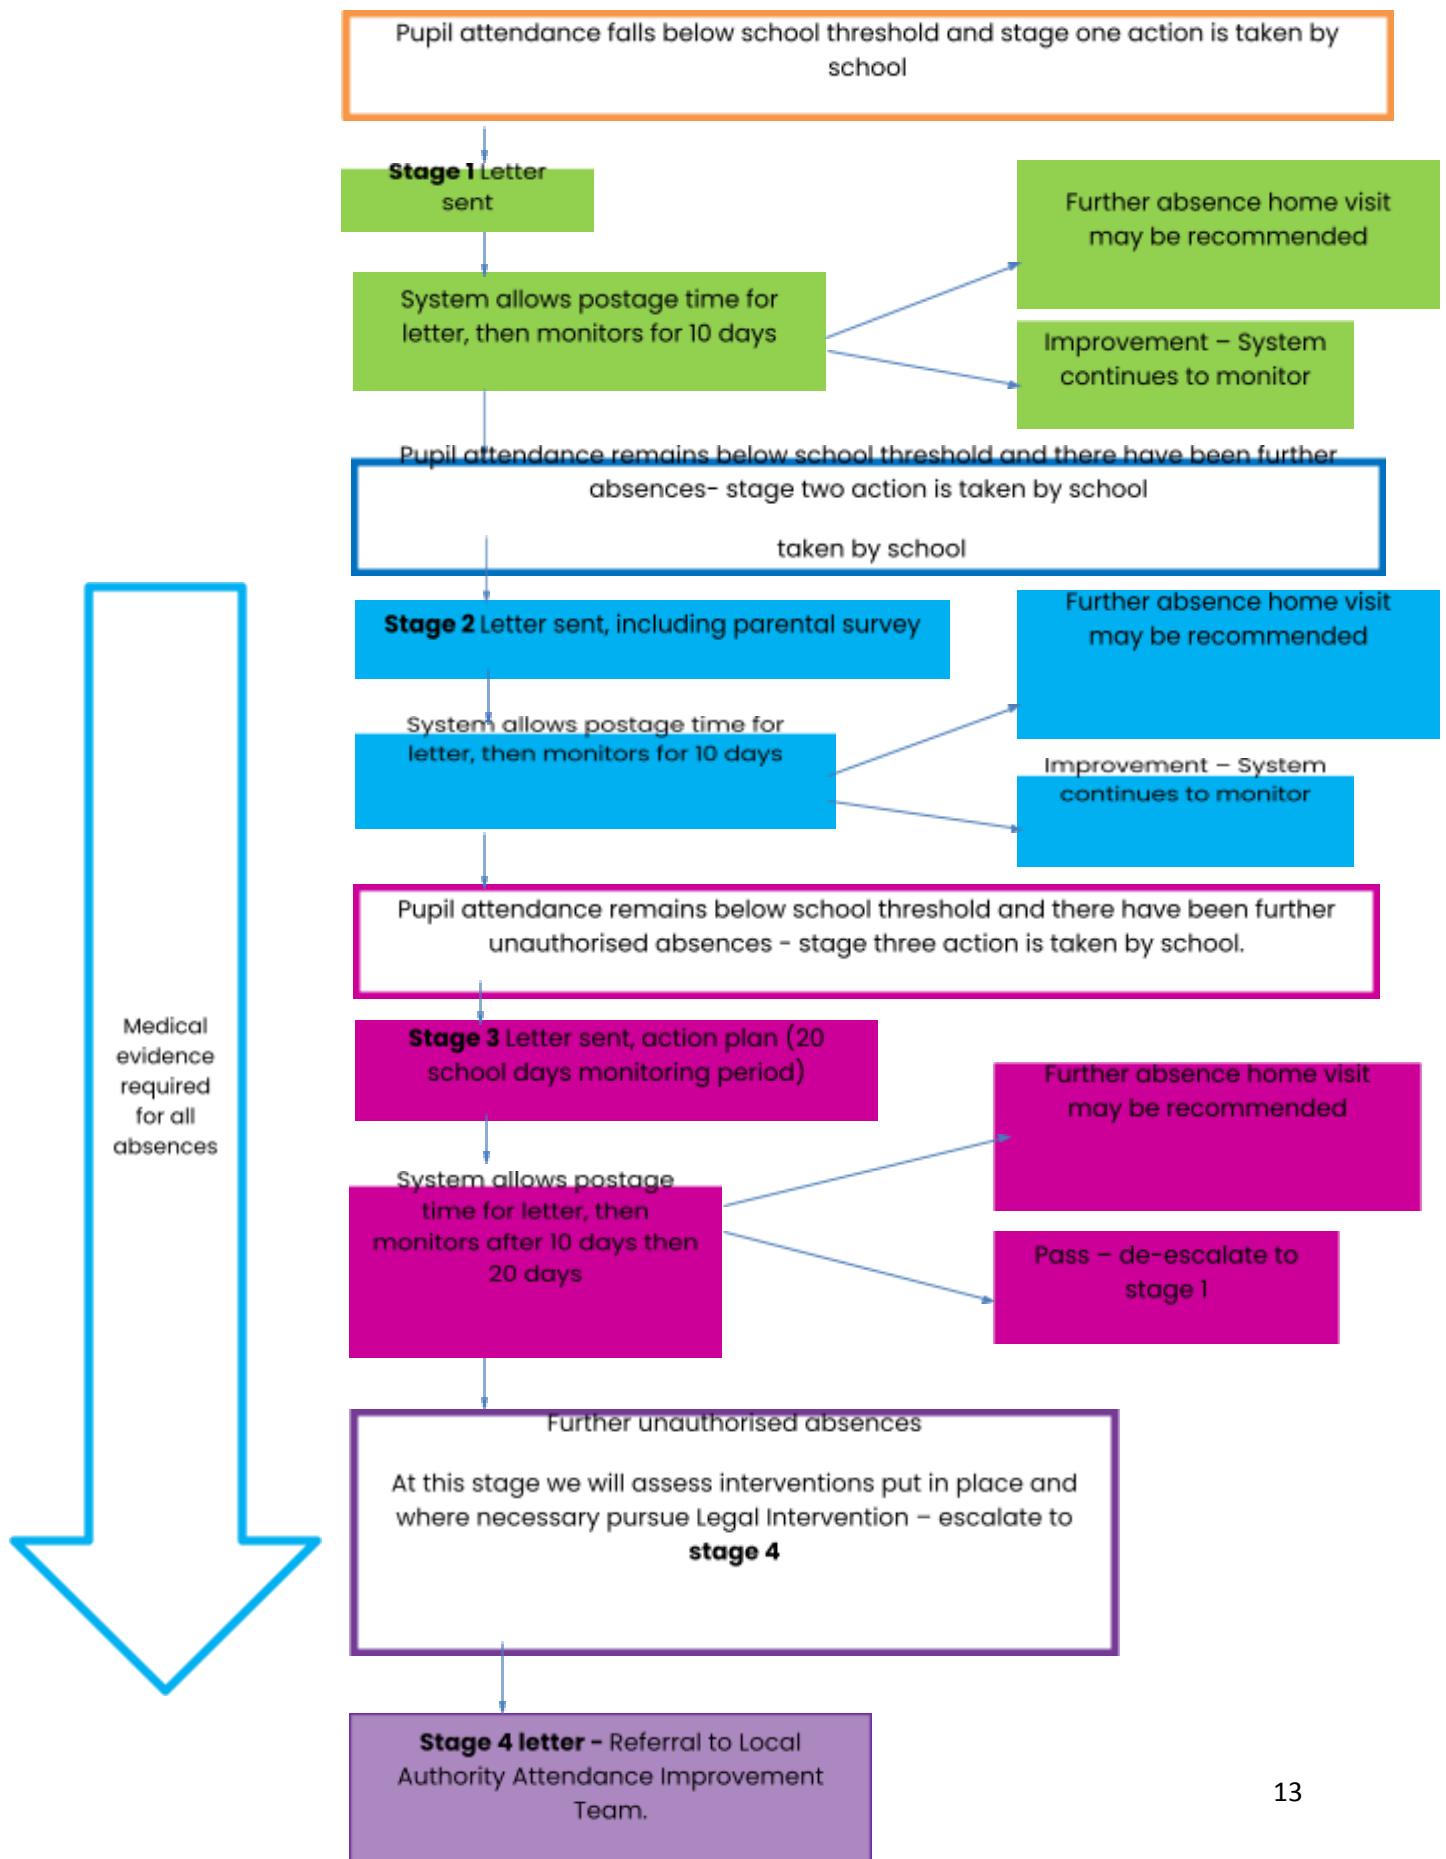 Pupil attendance falls below school threshold and stage one action is taken by
school
Stage 1 Letter
sent
Further absence home visit
may be recommended
System allows postage time for
letter, then monitors for 10 days
Improvement – System
continues to monitor
Pupil attendance remains below school threshold and there have been further
absences- stage two action is taken by school
taken by school
Stage 2 Letter sent, including parental survey
Further absence home visit
may be recommended
System allows postage time for
letter, then monitors for 10 days
Improvement – System
continues to monitor
Pupil attendance remains below school threshold and there have been further
unauthorised absences - stage three action is taken by school.
Medical
evidence
required
for all
absences
Stage 3 Letter sent, action plan (20
school days monitoring period)
Further absence home visit
may be recommended
System allows postage
time for letter, then
monitors after 10 days then
20 days
Pass – de-escalate to
stage 1
Further unauthorised absences
At this stage we will assess interventions put in place and
where necessary pursue Legal Intervention – escalate to
stage 4
Stage 4 letter - Referral to Local
Authority Attendance Improvement
Team.
13